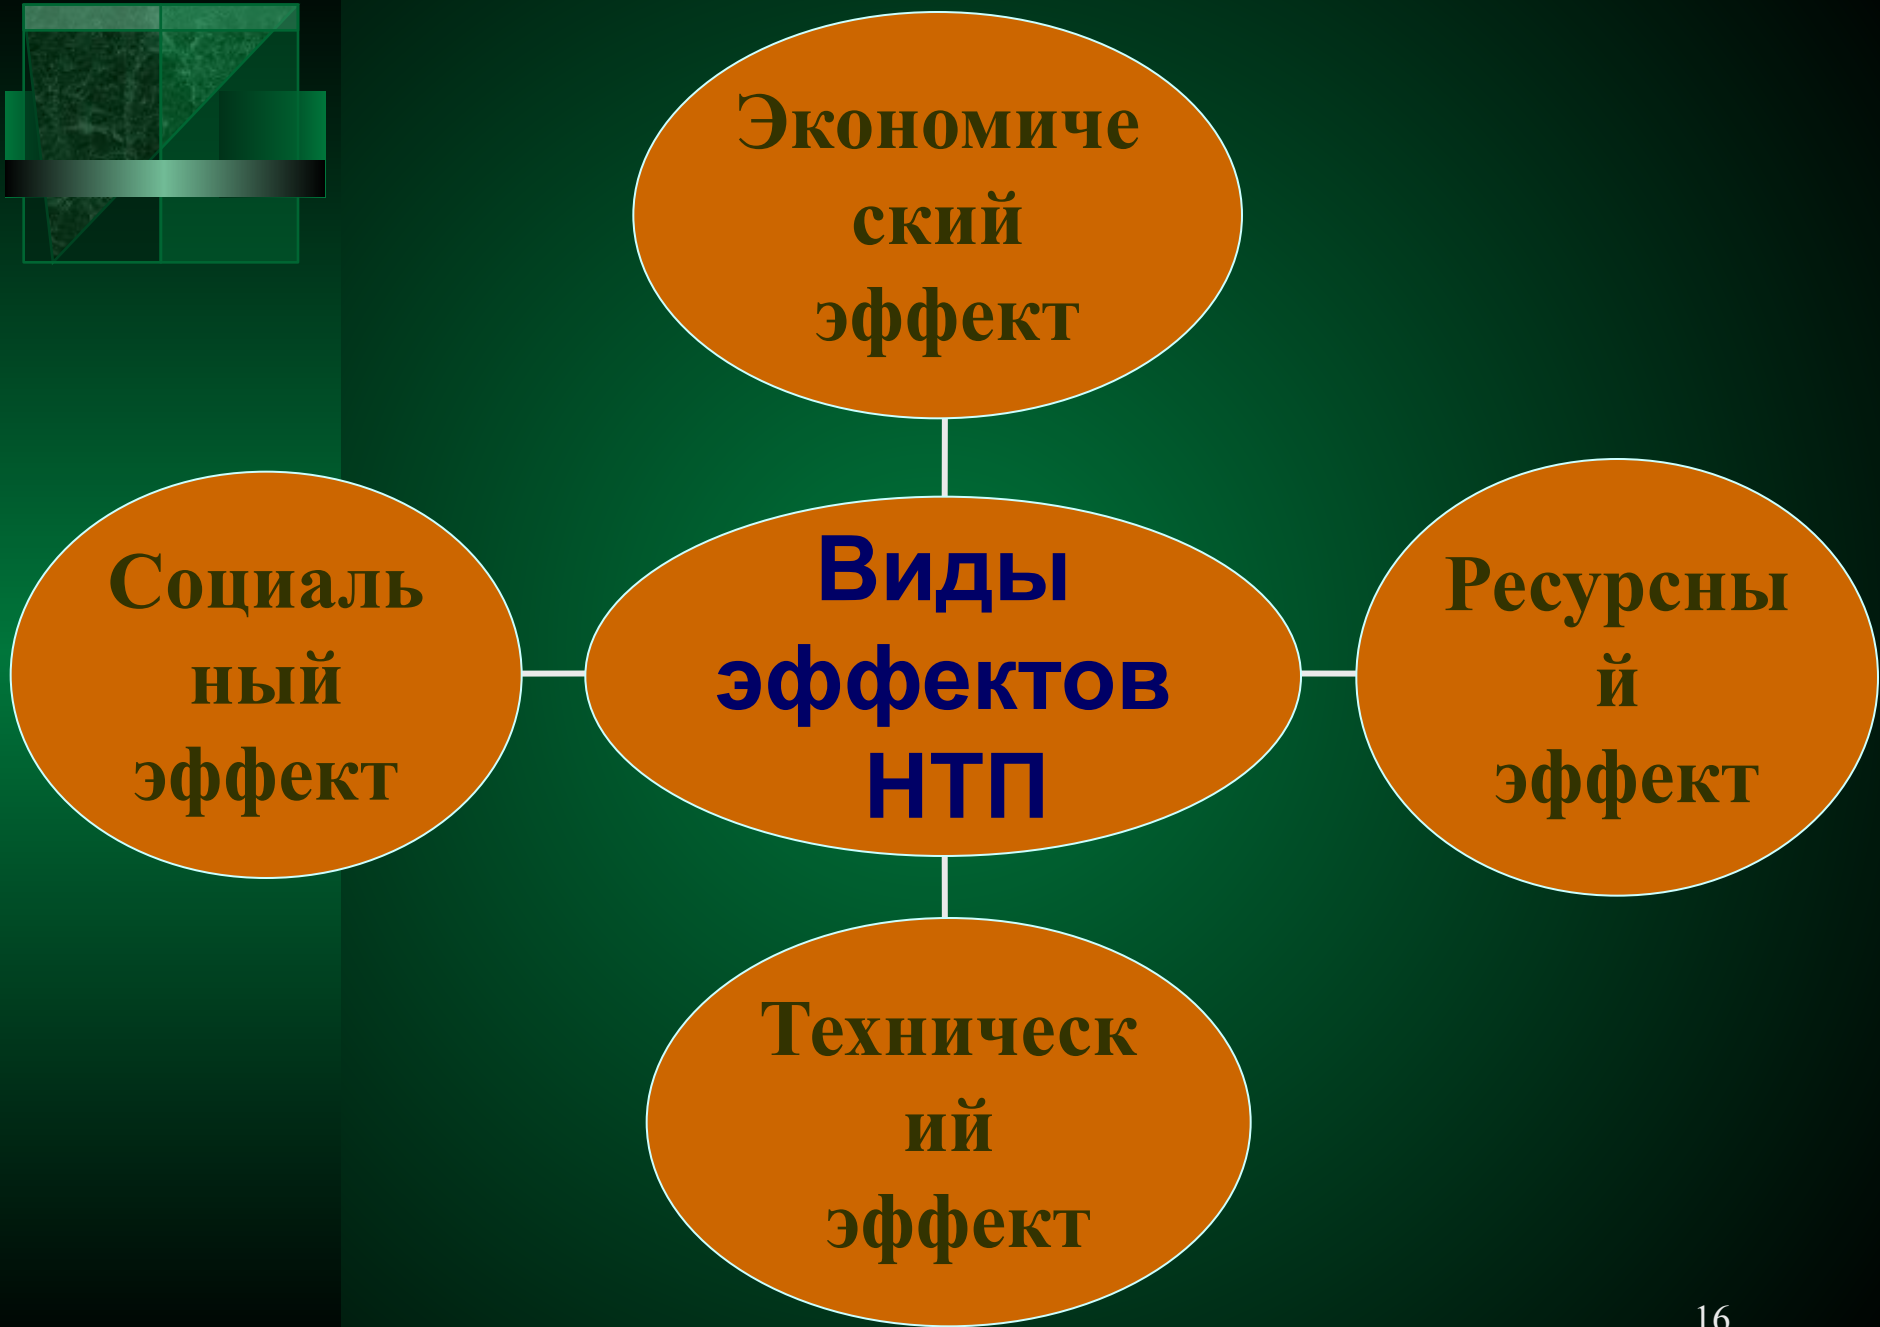 Экономиче
ский
эффект
Социаль
ный
эффект
Виды
эффектов
НТП
Ресурсны
й
эффект
Техническ
ий
эффект
16